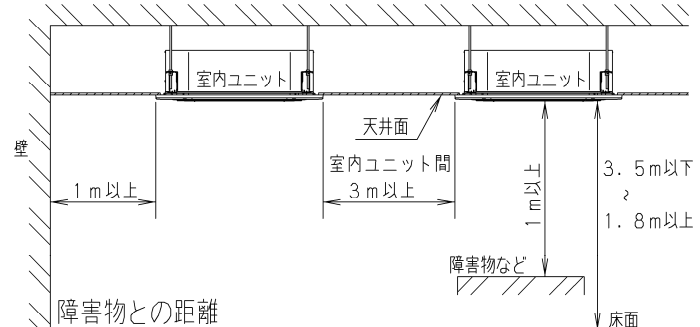 室内ユニット
室内ユニット
天井面
壁
室内ユニット間
1m以上
3m以上
1m以上
3.5m以下
~
1.8m以上
障害物など
障害物との距離
床面